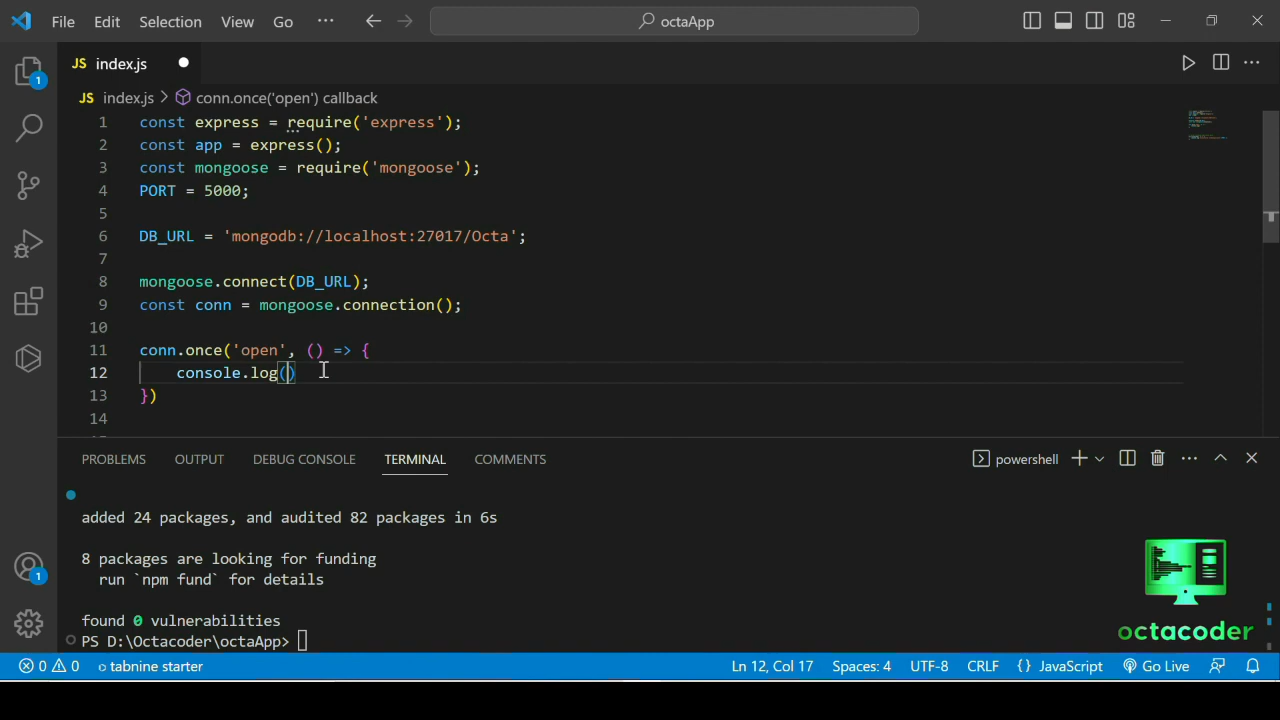 File Edit Selection View Go ··· octaApp
JS index.js
JS index.js > conn.once('open') callback
1 const express = require('express');
2 const app = express();
3 const mongoose = require('mongoose');
4 PORT = 5000;
5
6 DB_URL = 'mongodb://localhost:27017/Octa';
7
8 mongoose.connect(DB_URL);
9 const conn = mongoose.connection();
10
11 conn.once('open', () => {
12 console.log()
13 })
14
PROBLEMS OUTPUT DEBUG CONSOLE TERMINAL COMMENTS powershell
added 24 packages, and audited 82 packages in 6s
8 packages are looking for funding
run `npm fund` for details
found 0 vulnerabilities
PS D:\Octacoder\octaApp>
octacoder
1
1
0 0 tabnine starter Ln 12, Col 17 Spaces: 4 UTF-8 CRLF {} JavaScript Go Live